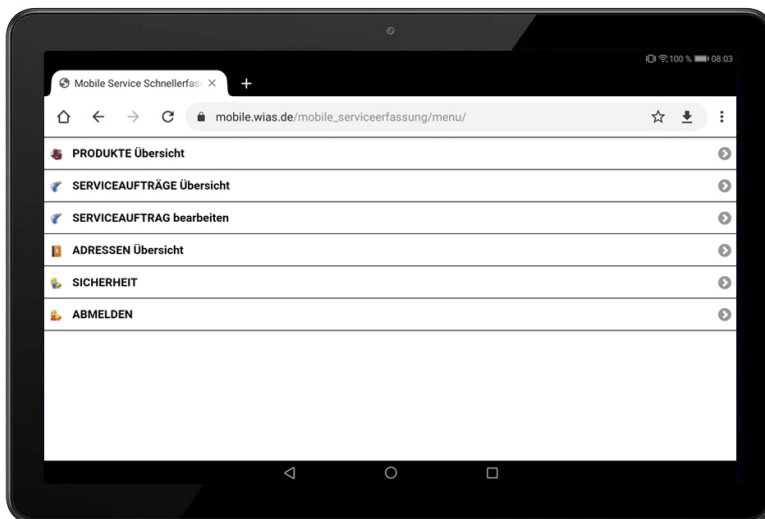 100 % 08:03
Mobile Service Schnellerfas
mobile.wias.de/mobile_serviceerfassung/menu/
PRODUKTE Übersicht
SERVICEAUFTRÄGE Übersicht
SERVICEAUFTRAG bearbeiten
ADRESSEN Übersicht
SICHERHEIT
ABMELDEN